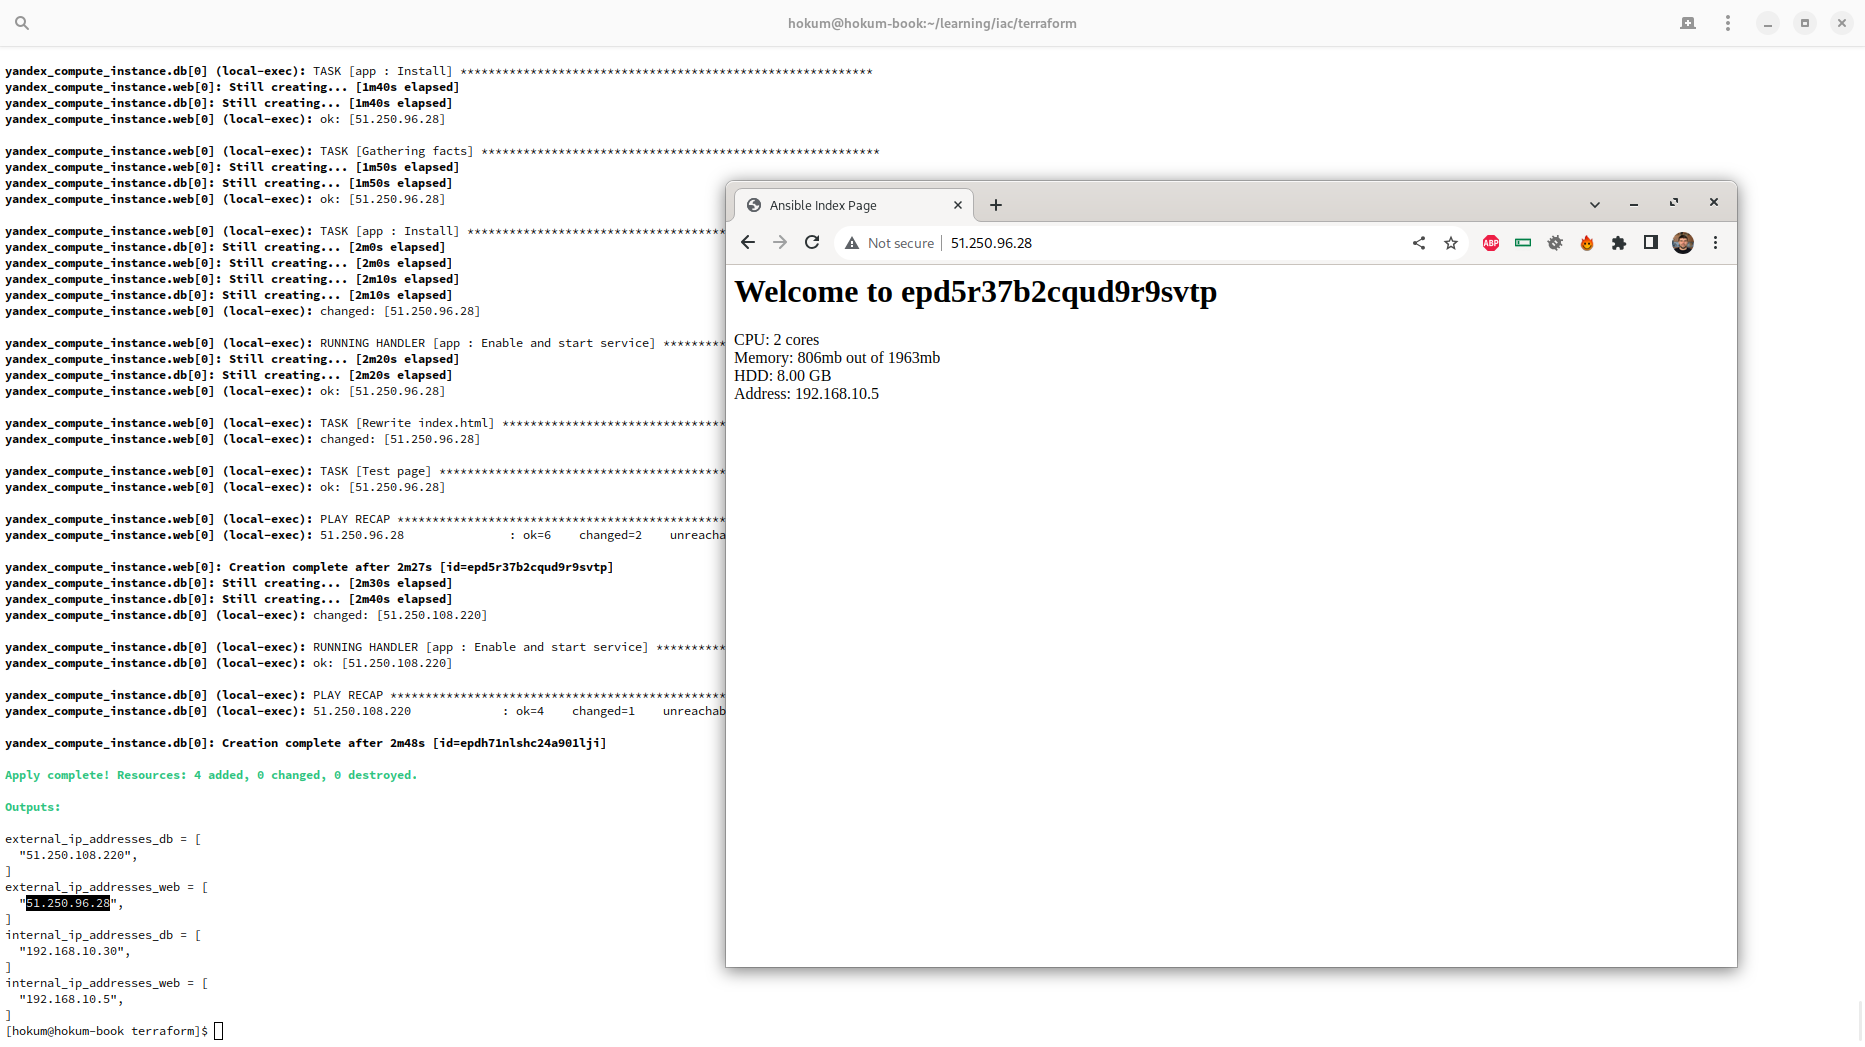 hokum@hokum-book:~/learning/iac/terraform
yandex_compute_instance.db[0] (local-exec): TASK [app : Install] ***********************************************************
yandex_compute_instance.web[0]: Still creating... [1m40s elapsed]
yandex_compute_instance.db[0]: Still creating... [1m40s elapsed]
yandex_compute_instance.web[0] (local-exec): ok: [51.250.96.28]
yandex_compute_instance.web[0] (local-exec): TASK [Gathering facts] *********************************************************
yandex_compute_instance.web[0]: Still creating... [1m50s elapsed]
yandex_compute_instance.db[0]: Still creating... [1m50s elapsed]
yandex_compute_instance.web[0] (local-exec): ok: [51.250.96.28]
yandex_compute_instance.web[0] (local-exec): TASK [app : Install] **************************************
yandex_compute_instance.db[0]: Still creating... [2m0s elapsed]
yandex_compute_instance.web[0]: Still creating... [2m0s elapsed]
yandex_compute_instance.web[0]: Still creating... [2m10s elapsed]
yandex_compute_instance.db[0]: Still creating... [2m10s elapsed]
yandex_compute_instance.web[0] (local-exec): changed: [51.250.96.28]
yandex_compute_instance.web[0] (local-exec): RUNNING HANDLER [app : Enable and start service] *********
yandex_compute_instance.web[0]: Still creating... [2m20s elapsed]
yandex_compute_instance.db[0]: Still creating... [2m20s elapsed]
yandex_compute_instance.web[0] (local-exec): ok: [51.250.96.28]
yandex_compute_instance.web[0] (local-exec): TASK [Rewrite index.html] ********************************
yandex_compute_instance.web[0] (local-exec): changed: [51.250.96.28]
yandex_compute_instance.web[0] (local-exec): TASK [Test page] *****************************************
yandex_compute_instance.web[0] (local-exec): ok: [51.250.96.28]
yandex_compute_instance.web[0] (local-exec): PLAY RECAP ***********************************************
yandex_compute_instance.web[0] (local-exec): 51.250.96.28               : ok=6    changed=2    unreacha
yandex_compute_instance.web[0]: Creation complete after 2m27s [id=epd5r37b2cqud9r9svtp]
yandex_compute_instance.db[0]: Still creating... [2m30s elapsed]
yandex_compute_instance.db[0]: Still creating... [2m40s elapsed]
yandex_compute_instance.db[0] (local-exec): changed: [51.250.108.220]
yandex_compute_instance.db[0] (local-exec): RUNNING HANDLER [app : Enable and start service] **********
yandex_compute_instance.db[0] (local-exec): ok: [51.250.108.220]
yandex_compute_instance.db[0] (local-exec): PLAY RECAP ************************************************
yandex_compute_instance.db[0] (local-exec): 51.250.108.220             : ok=4    changed=1    unreachab
yandex_compute_instance.db[0]: Creation complete after 2m48s [id=epdh71nlshc24a901lji]
Apply complete! Resources: 4 added, 0 changed, 0 destroyed.
Outputs:
external_ip_addresses_db = [
"51.250.108.220",
]
external_ip_addresses_web = [
"51.250.96.28",
]
internal_ip_addresses_db = [
"192.168.10.30",
]
internal_ip_addresses_web = [
"192.168.10.5",
]
[hokum@hokum-book terraform]$
Ansible Index Page
Not secure | 51.250.96.28
ABP
Welcome to epd5r37b2cqud9r9svtp
CPU: 2 cores
Memory: 806mb out of 1963mb
HDD: 8.00 GB
Address: 192.168.10.5